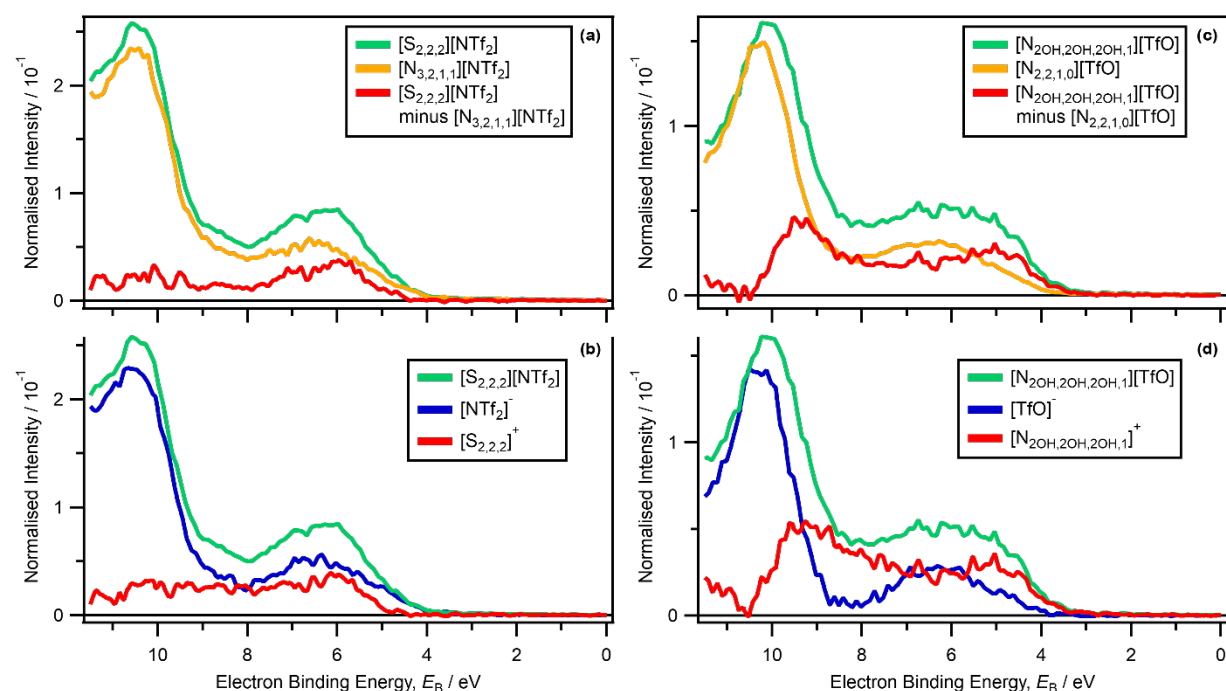 (a)
[S2,2,2][NTf2]
[N3,2,1,1][NTf2]
[S2,2,2][NTf2]
minus [N3,2,1,1][NTf2]
Normalised Intensity / 10⁻¹
2
1
0
(c)
[N2OH,2OH,2OH,1][TfO]
[N2,2,1,0][TfO]
[N2OH,2OH,2OH,1][TfO]
minus [N2,2,1,0][TfO]
Normalised Intensity / 10⁻¹
1
0
(b)
[S2,2,2][NTf2]
[NTf2]⁻
[S2,2,2]⁺
Normalised Intensity / 10⁻¹
2
1
0
10 8 6 4 2 0
Electron Binding Energy, EB / eV
(d)
[N2OH,2OH,2OH,1][TfO]
[TfO]⁻
[N2OH,2OH,2OH,1]⁺
Normalised Intensity / 10⁻¹
1
0
10 8 6 4 2 0
Electron Binding Energy, EB / eV